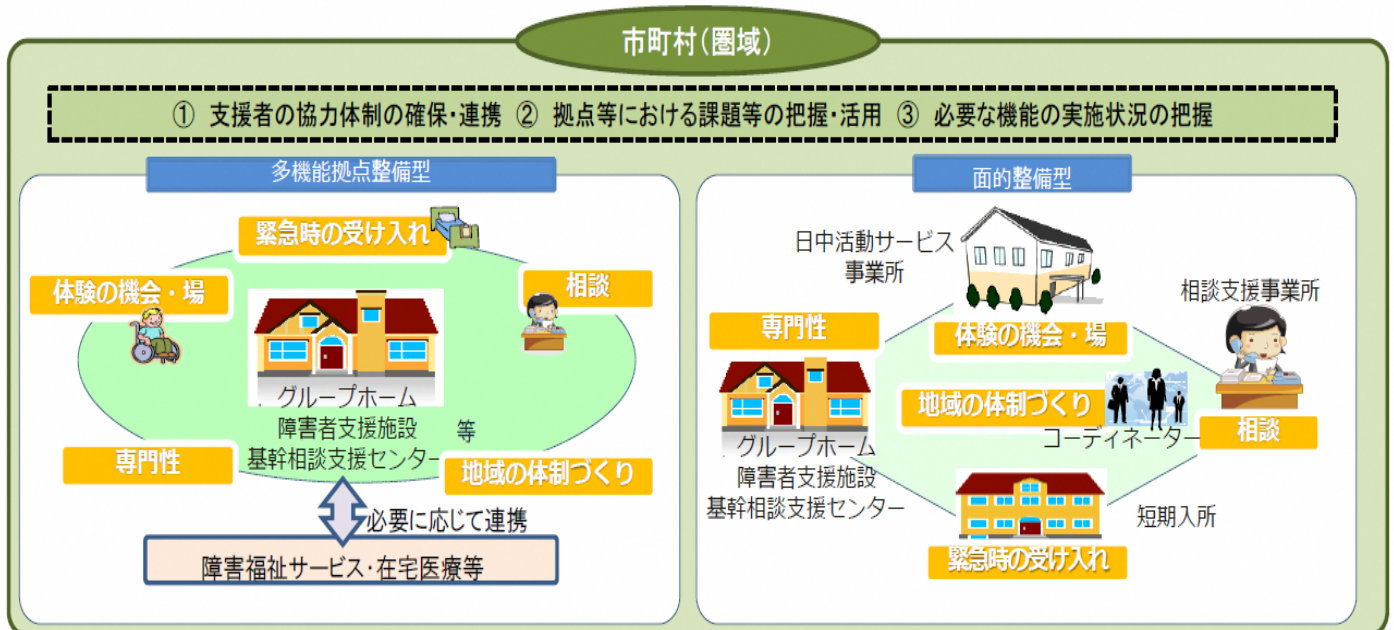 市町村(圏域)
① 支援者の協力体制の確保・連携 ② 拠点等における課題等の把握・活用 ③ 必要な機能の実施状況の把握
多機能拠点整備型
緊急時の受け入れ
体験の機会・場
相談
グループホーム
障害者支援施設 等
基幹相談支援センター
専門性
地域の体制づくり
必要に応じて連携
障害福祉サービス・在宅医療等
面的整備型
日中活動サービス
事業所
相談支援事業所
専門性
体験の機会・場
地域の体制づくり
コーディネーター
相談
グループホーム
障害者支援施設
基幹相談支援センター
短期入所
緊急時の受け入れ